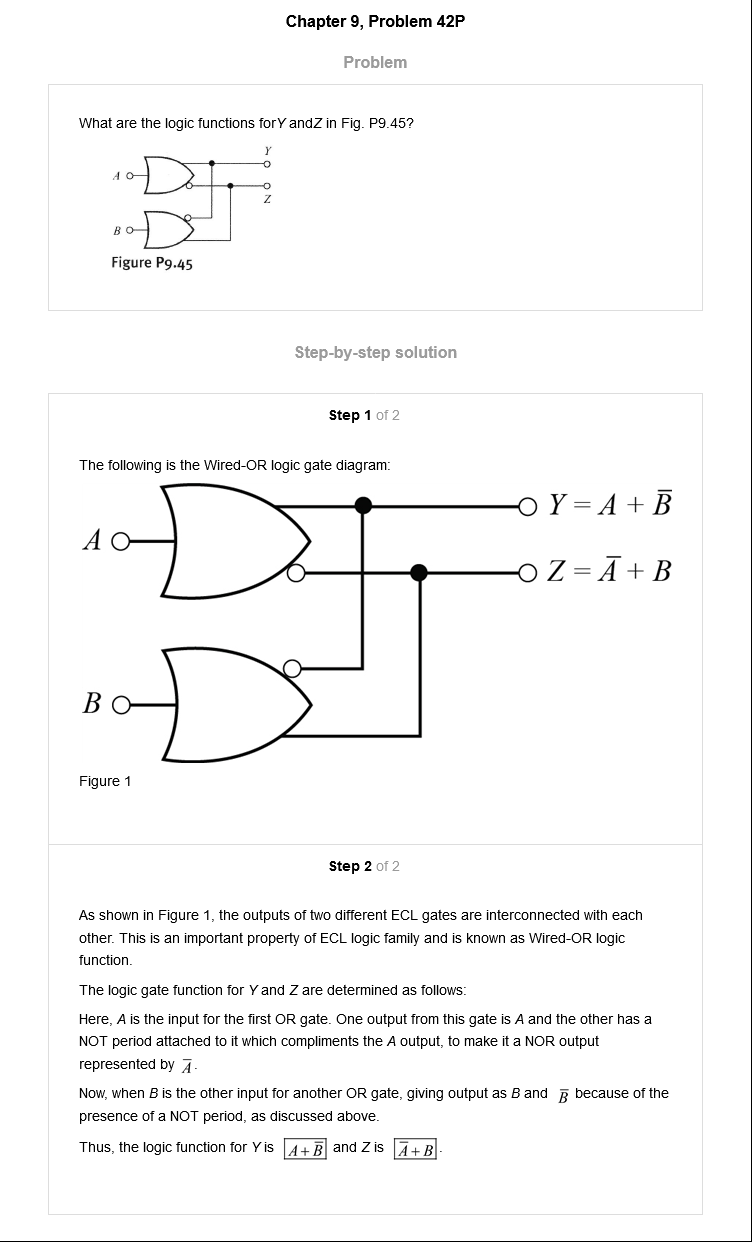 Chapter 9, Problem 42P
Problem
What are the logic functions forY andZ in Fig. P9.45?
Y
A
Z
B
Figure P9.45
Step-by-step solution
Step 1 of 2
The following is the Wired-OR logic gate diagram:
Y = A + B̅
A
Z = A̅ + B
B
Figure 1
Step 2 of 2
As shown in Figure 1, the outputs of two different ECL gates are interconnected with each
other. This is an important property of ECL logic family and is known as Wired-OR logic
function.
The logic gate function for Y and Z are determined as follows:
Here, A is the input for the first OR gate. One output from this gate is A and the other has a
NOT period attached to it which compliments the A output, to make it a NOR output
represented by A̅.
Now, when B is the other input for another OR gate, giving output as B and B̅ because of the
presence of a NOT period, as discussed above.
Thus, the logic function for Y is A+B̅ and Z is A̅+B.